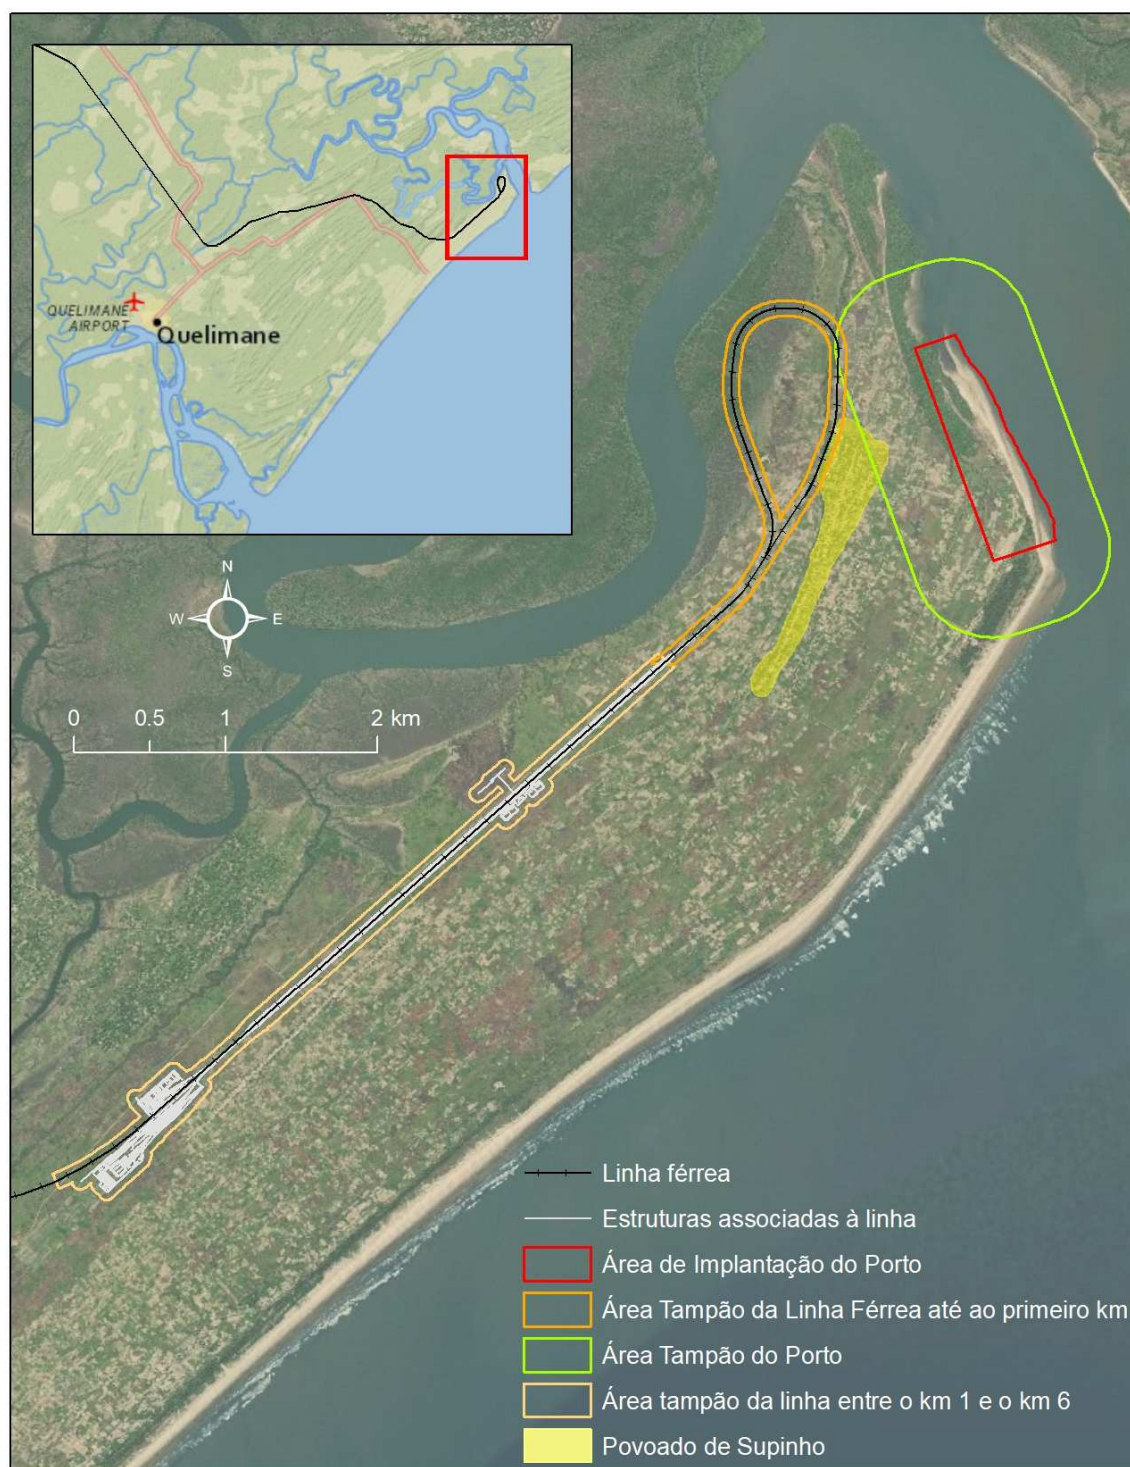 QUELIMANE
AIRPORT
Quelimane
N
W E
S
0 0.5 1 2 km
Linha férrea
Estruturas associadas à linha
Área de Implantação do Porto
Área Tampão da Linha Férrea até ao primeiro km
Área Tampão do Porto
Área tampão da linha entre o km 1 e o km 6
Povoado de Supinho